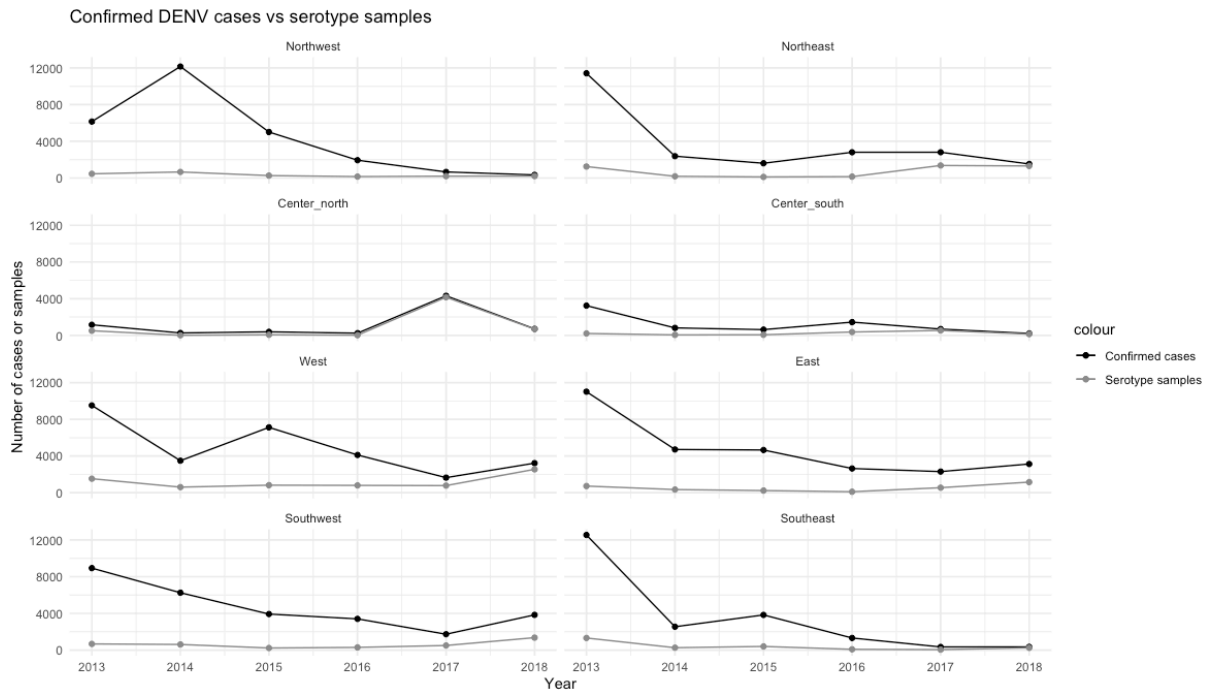 Confirmed DENV cases vs serotype samples
Northwest
Northeast
12000
8000
4000
0
Center_north
Center_south
12000
8000
4000
0
West
East
12000
8000
4000
0
Southwest
Southeast
12000
8000
4000
0
2013 2014 2015 2016 2017 2018
2013 2014 2015 2016 2017 2018
Year
Number of cases or samples
colour
Confirmed cases
Serotype samples